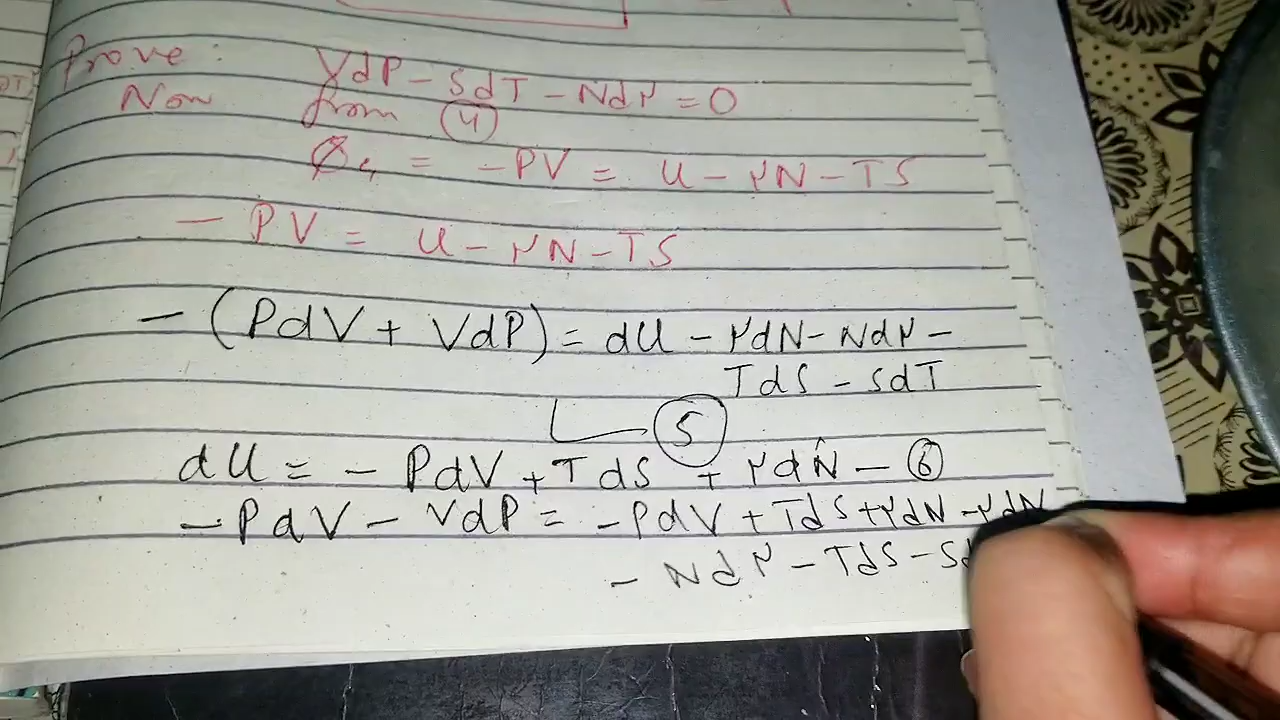 Prove : VdP - SdT - Ndμ = 0
Now from (4)
= -PV = U - μN - TS
- PV = U - μN - TS
- (PdV + VdP) = dU - μdN - Ndμ -
TdS - SdT
(5)
dU = - PdV + TdS + μdN - (6)
- PdV - VdP = - PdV + TdS + μdN - μdN
- Ndμ - TdS - Sd